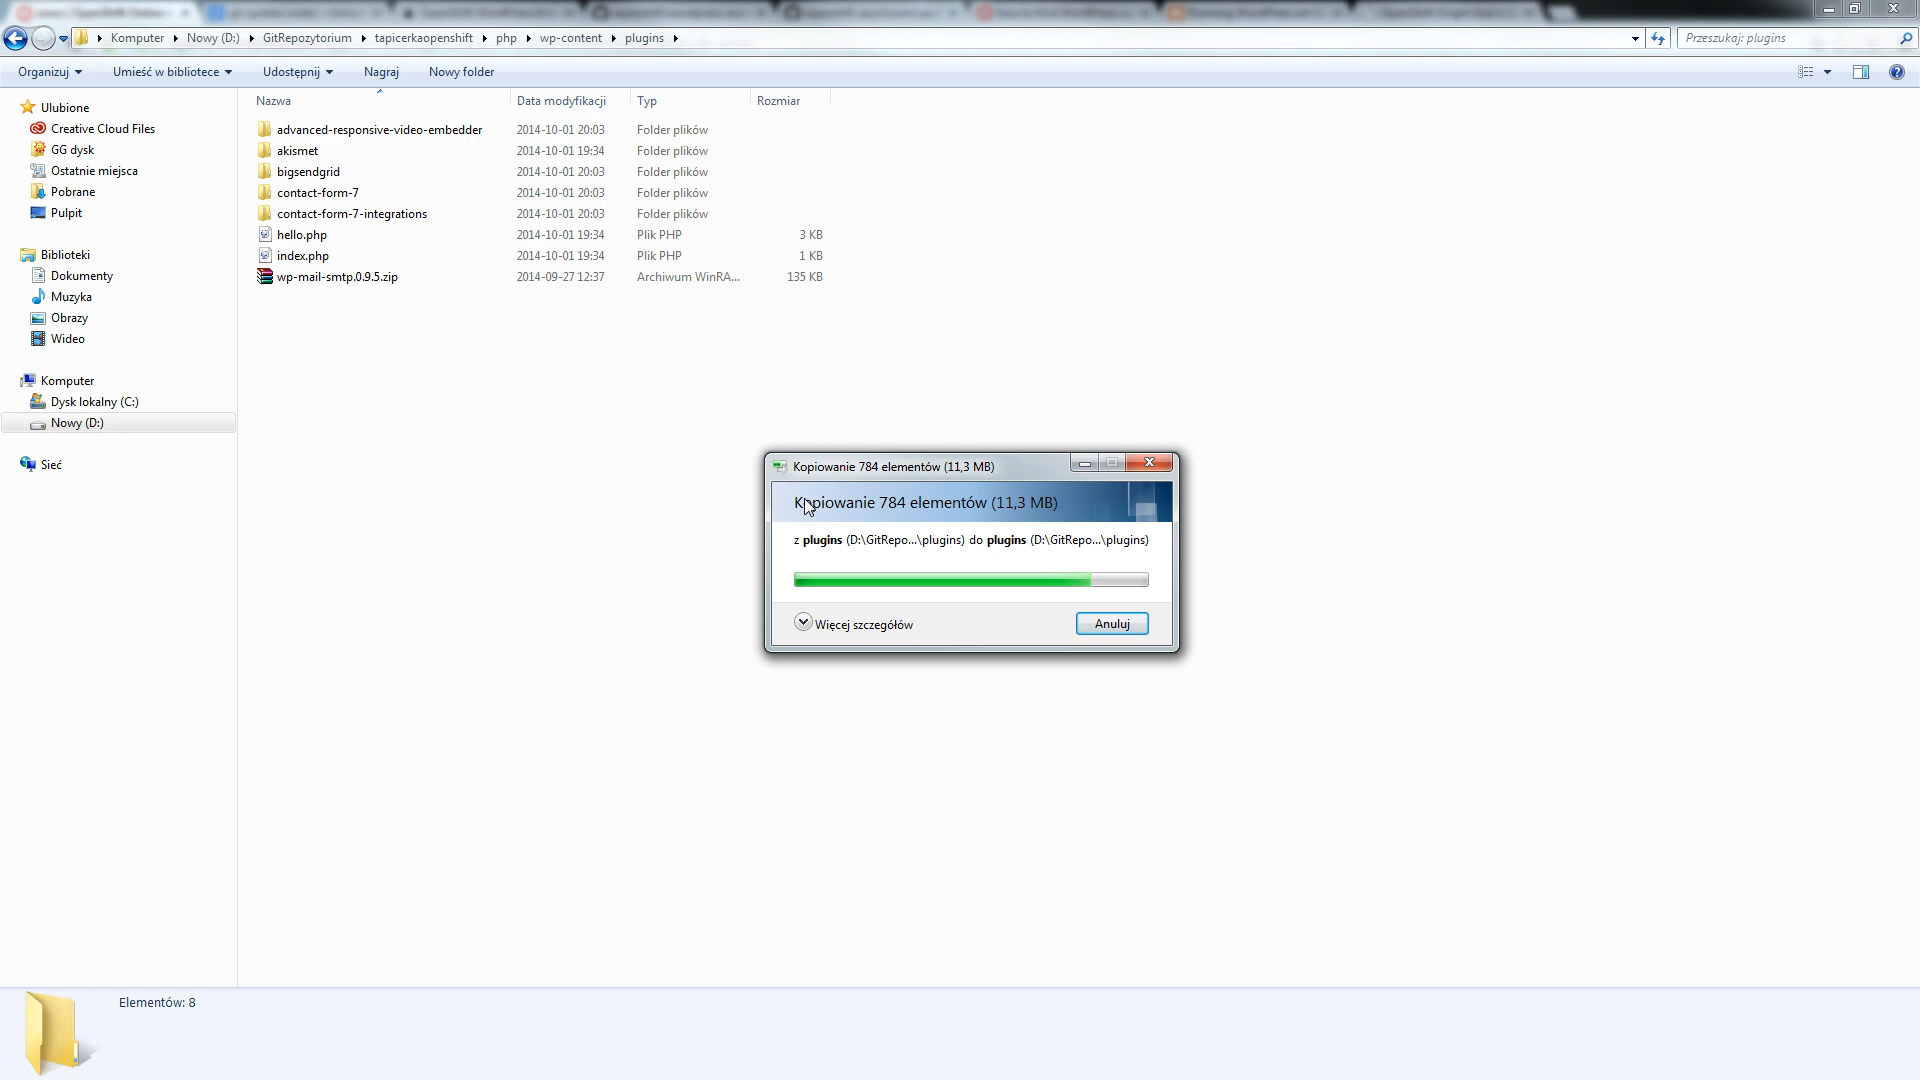 Komputer Nowy (D:) GitRepozytorium tapicerkaopenshift php wp-content plugins
Przeszukaj: plugins
Organizuj Umieść w bibliotece Udostępnij Nagraj Nowy folder
Nazwa Data modyfikacji Typ Rozmiar
Ulubione
Creative Cloud Files
GG dysk
Ostatnie miejsca
Pobrane
Pulpit
Biblioteki
Dokumenty
Muzyka
Obrazy
Wideo
Komputer
Dysk lokalny (C:)
Nowy (D:)
Sieć
advanced-responsive-video-embedder 2014-10-01 20:03 Folder plików
akismet 2014-10-01 19:34 Folder plików
bigsendgrid 2014-10-01 20:03 Folder plików
contact-form-7 2014-10-01 20:03 Folder plików
contact-form-7-integrations 2014-10-01 20:03 Folder plików
hello.php 2014-10-01 19:34 Plik PHP 3 KB
index.php 2014-10-01 19:34 Plik PHP 1 KB
wp-mail-smtp.0.9.5.zip 2014-09-27 12:37 Archiwum WinRA... 135 KB
Kopiowanie 784 elementów (11,3 MB)
Kopiowanie 784 elementów (11,3 MB)
z plugins (D:\GitRepo...\plugins) do plugins (D:\GitRepo...\plugins)
Więcej szczegółów
Anuluj
Elementów: 8